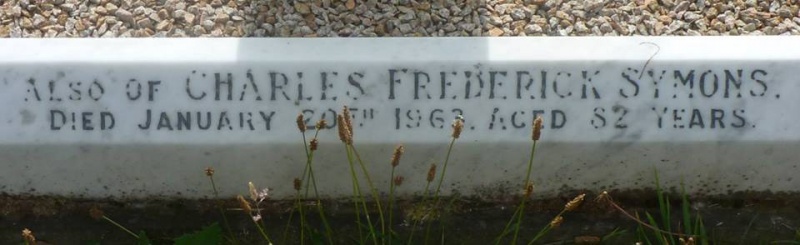 ALSO OF CHARLES FREDERICK SYMONS.
DIED JANUARY 20TH 1963. AGED 82 YEARS.